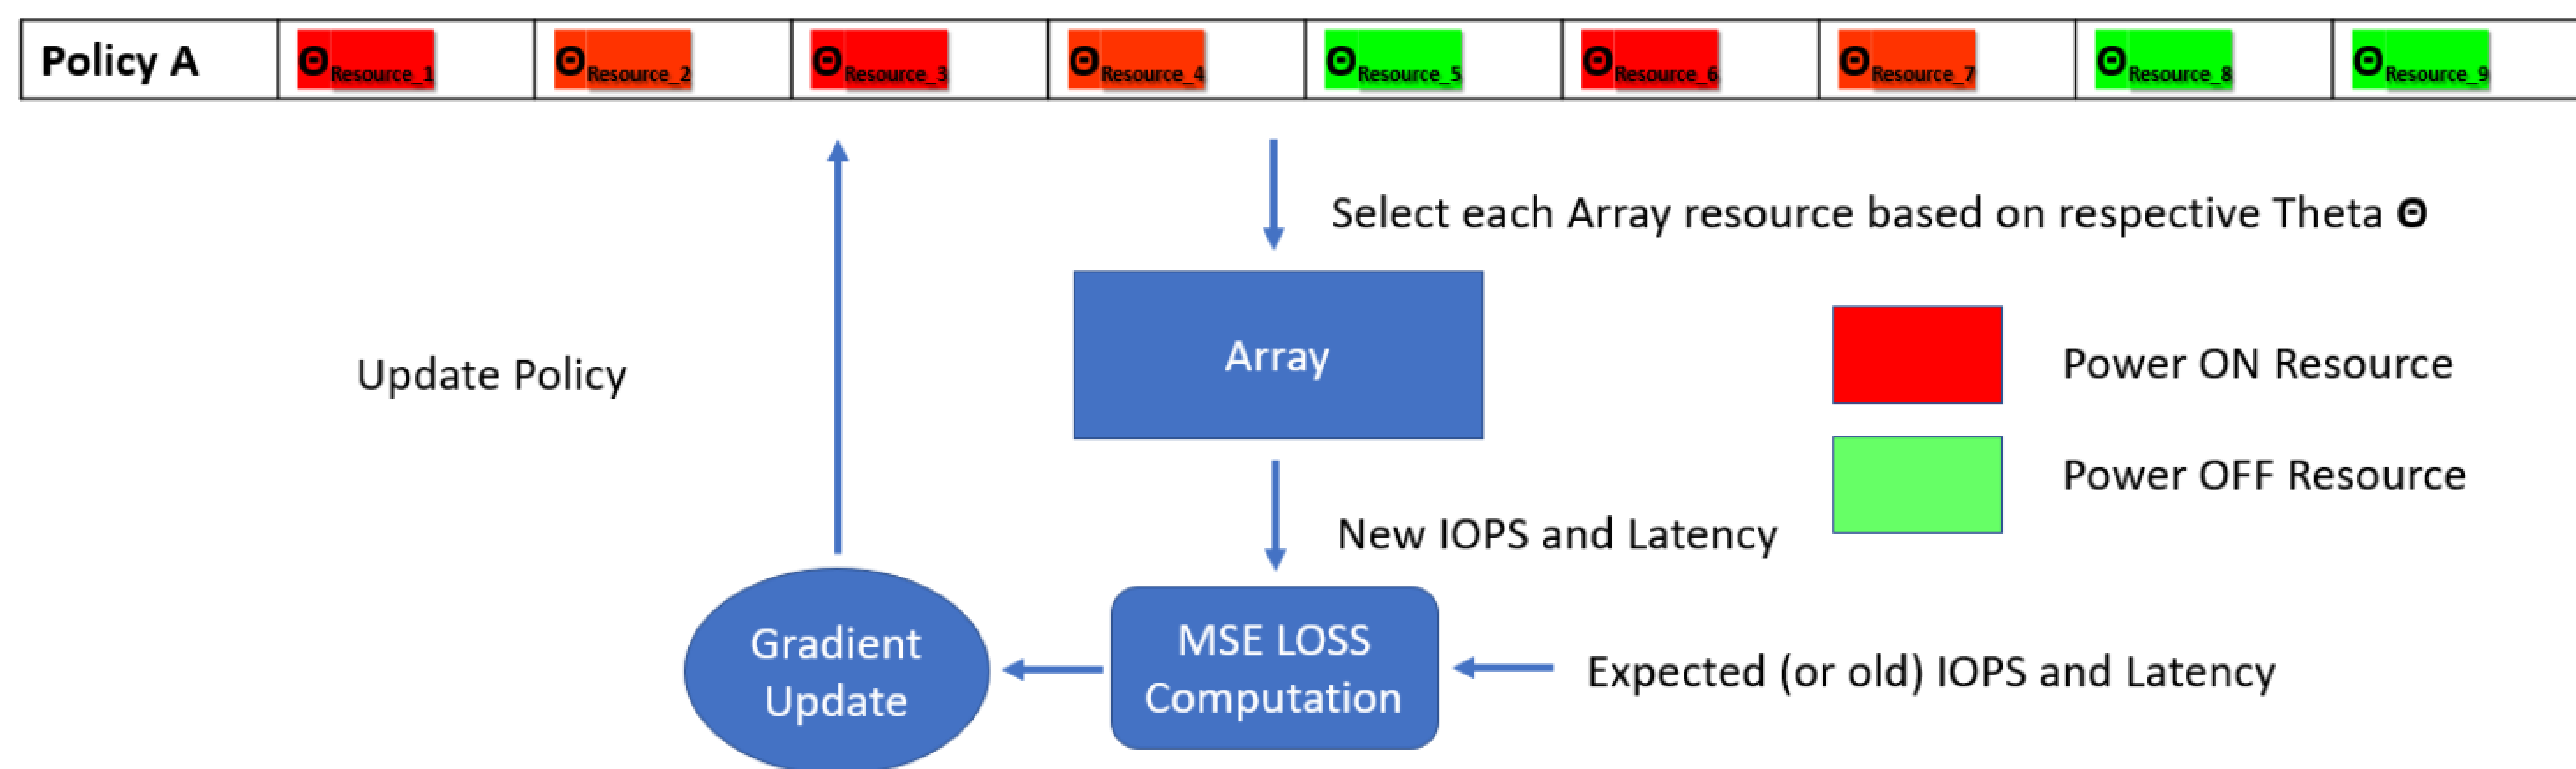 Policy A ΘResource_1 ΘResource_2 ΘResource_3 ΘResource_4 ΘResource_5 ΘResource_6 ΘResource_7 ΘResource_8 ΘResource_9
Select each Array resource based on respective Theta Θ
Array
Power ON Resource
Update Policy
Power OFF Resource
New IOPS and Latency
Gradient
Update
MSE LOSS
Computation
Expected (or old) IOPS and Latency